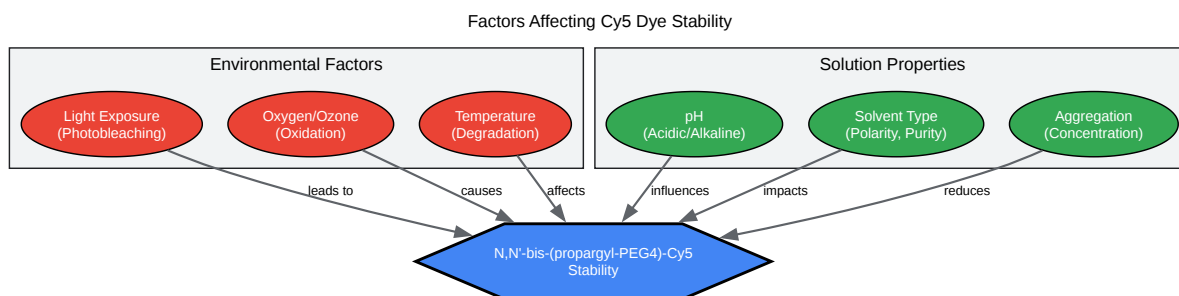 Factors Affecting Cy5 Dye Stability
Environmental Factors
Solution Properties
Light Exposure
(Photobleaching)
Oxygen/Ozone
(Oxidation)
Temperature
(Degradation)
pH
(Acidic/Alkaline)
Solvent Type
(Polarity, Purity)
Aggregation
(Concentration)
leads to
causes
affects
influences
impacts
reduces
N,N'-bis-(propargyl-PEG4)-Cy5
Stability